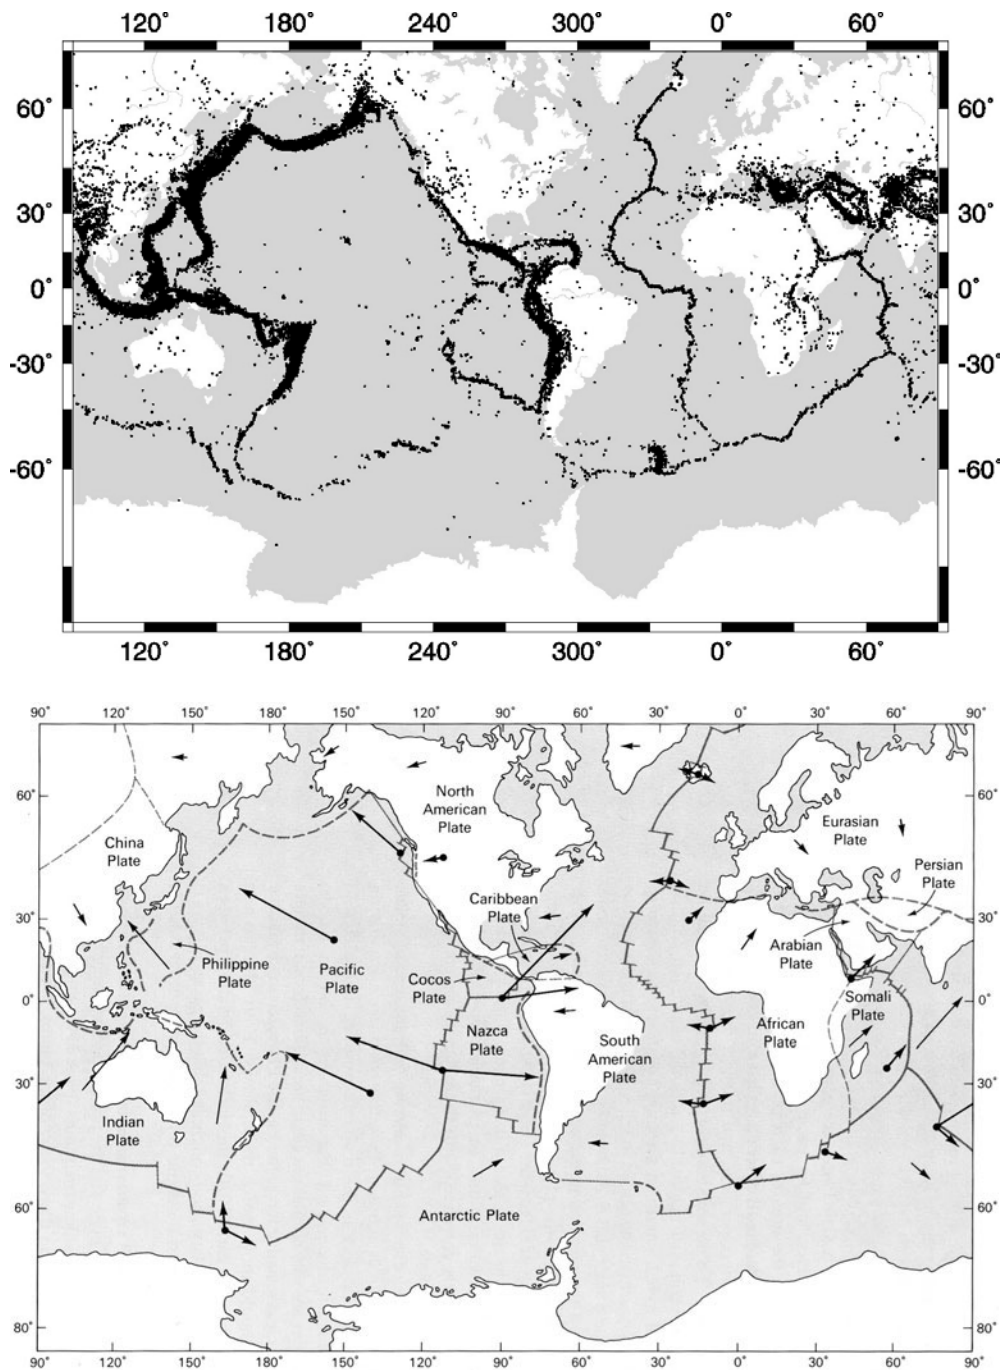 120° 180° 240° 300° 0° 60°
60° 60°
30° 30°
0° 0°
-30° -30°
-60° -60°
120° 180° 240° 300° 0° 60°
90° 120° 150° 180° 150° 120° 90° 60° 30° 0° 30° 60° 90°
60° 60°
North
American
Plate
China
Plate
Eurasian
Plate
Persian
Plate
Caribbean
Plate
30° 30°
Arabian
Plate
Philippine
Plate
Pacific
Plate
Cocos
Plate
0° 0°
Somali
Plate
African
Plate
Nazca
Plate
South
American
Plate
30° 30°
Indian
Plate
60° 60°
Antarctic Plate
80° 80°
90° 120° 150° 180° 150° 120° 90° 60° 30° 0° 30° 60° 90°